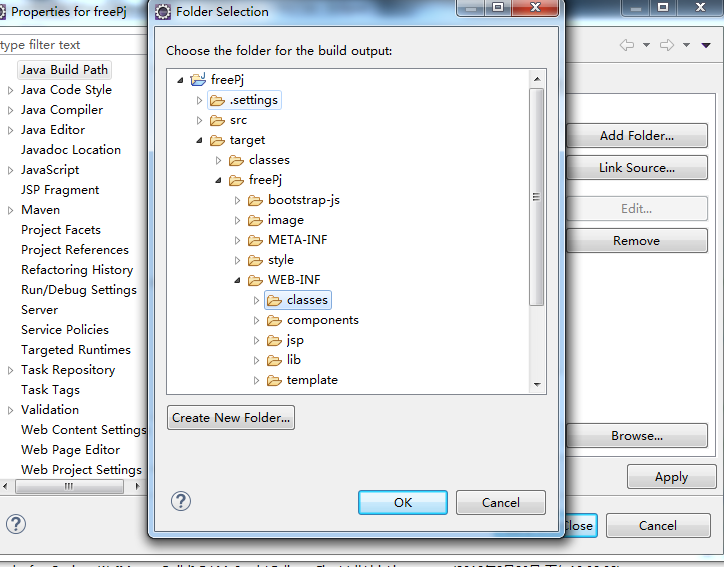 Properties for freePj
Folder Selection
type filter text
Java Build Path
Java Code Style
Java Compiler
Java Editor
Javadoc Location
JavaScript
JSP Fragment
Maven
Project Facets
Project References
Refactoring History
Run/Debug Settings
Server
Service Policies
Targeted Runtimes
Task Repository
Task Tags
Validation
Web Content Settings
Web Page Editor
Web Project Settings
Choose the folder for the build output:
freePj
.settings
src
target
classes
freePj
bootstrap-js
image
META-INF
style
WEB-INF
classes
components
jsp
lib
template
Create New Folder...
OK
Cancel
Add Folder...
Link Source...
Edit...
Remove
Browse...
Apply
Close
Cancel